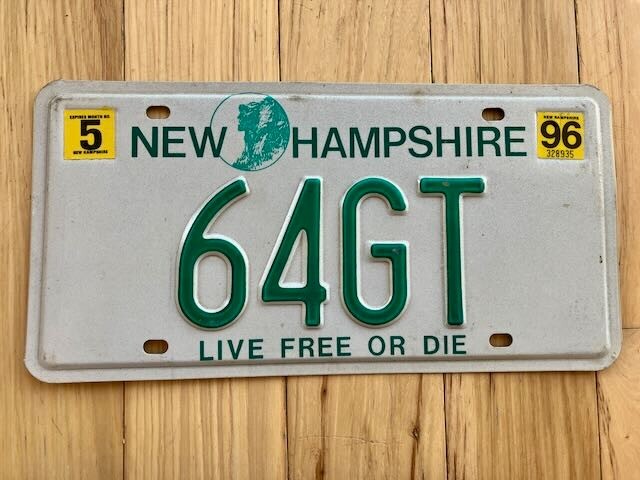 EXPIRES MONTH NO.
5
NEW HAMPSHIRE
NEW HAMPSHIRE
NEW HAMPSHIRE
96
328935
64GT
LIVE FREE OR DIE